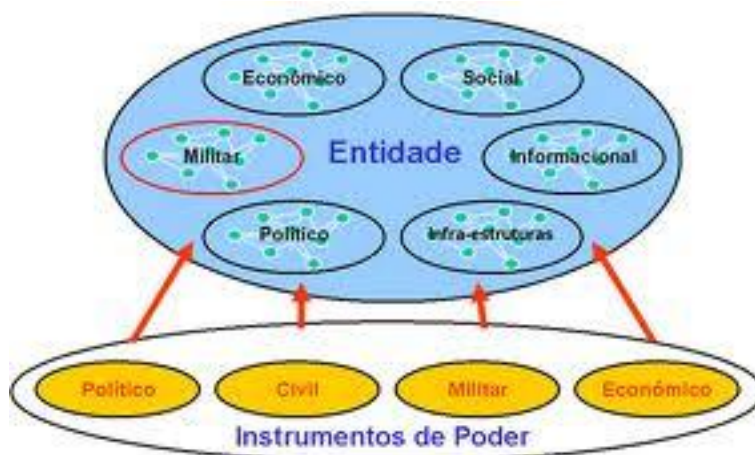 Económico
Social
Militar
Entidade
Informacional
Político
Infra-estruturas
Político
Civil
Militar
Económico
Instrumentos de Poder